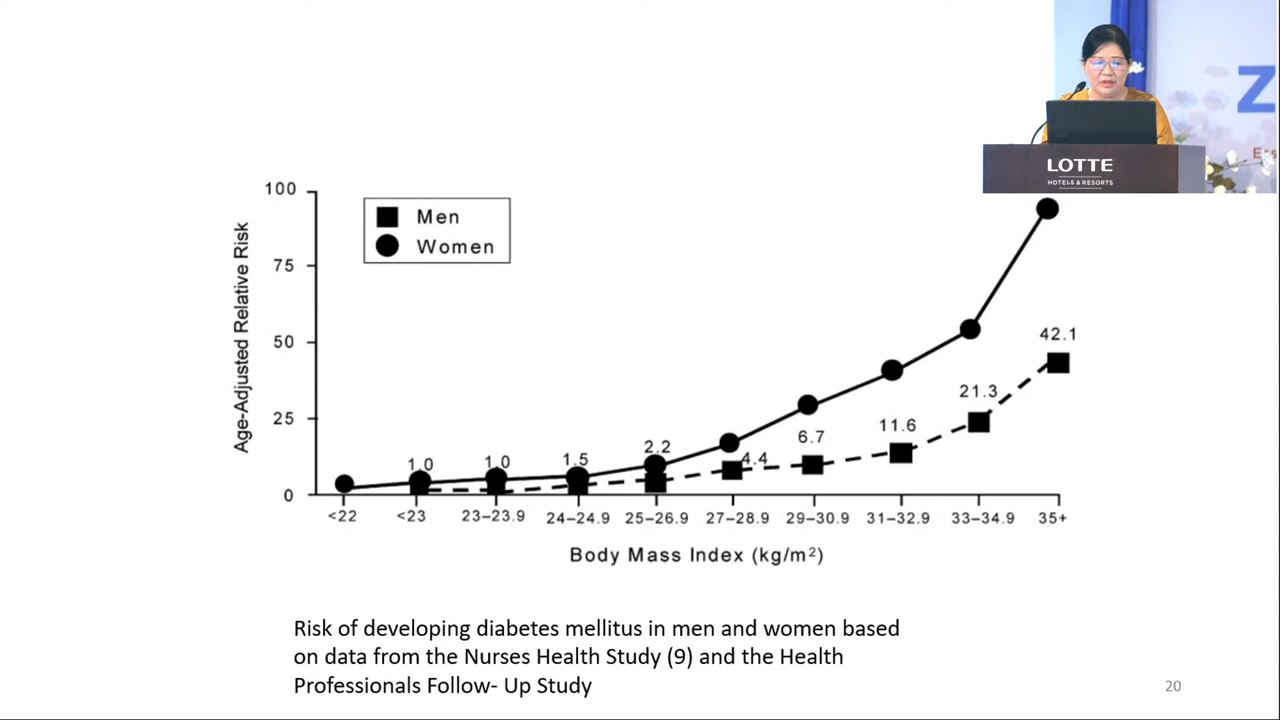 LOTTE
HOTELS & RESORTS
Z
Age-Adjusted Relative Risk
100
75
50
25
0
Men
Women
1.0
1.0
1.5
2.2
4.4
6.7
11.6
21.3
42.1
<22
<23
23–23.9
24–24.9
25–26.9
27–28.9
29–30.9
31–32.9
33–34.9
35+
Body Mass Index (kg/m²)
Risk of developing diabetes mellitus in men and women based
on data from the Nurses Health Study (9) and the Health
Professionals Follow- Up Study
20